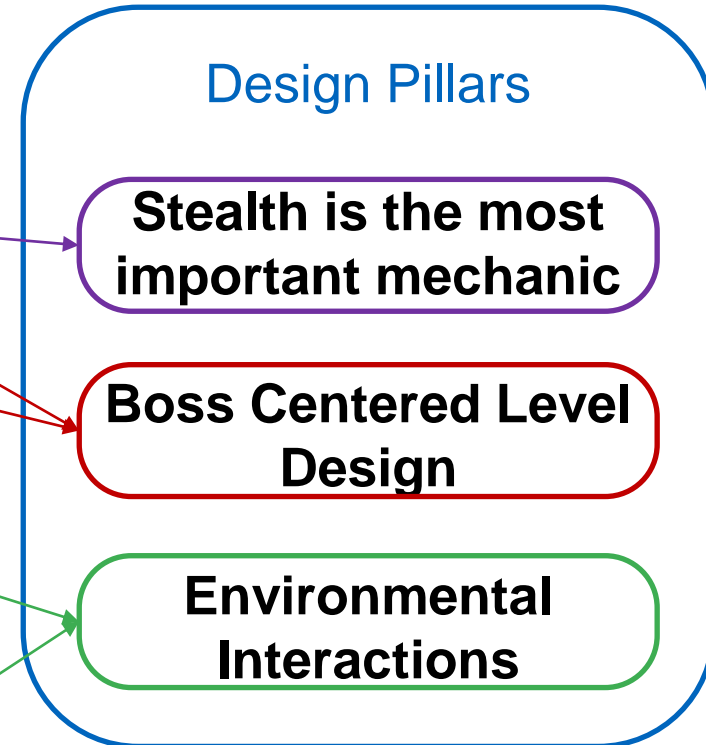 Design Pillars
Stealth is the most
important mechanic
Boss Centered Level
Design
Environmental
Interactions